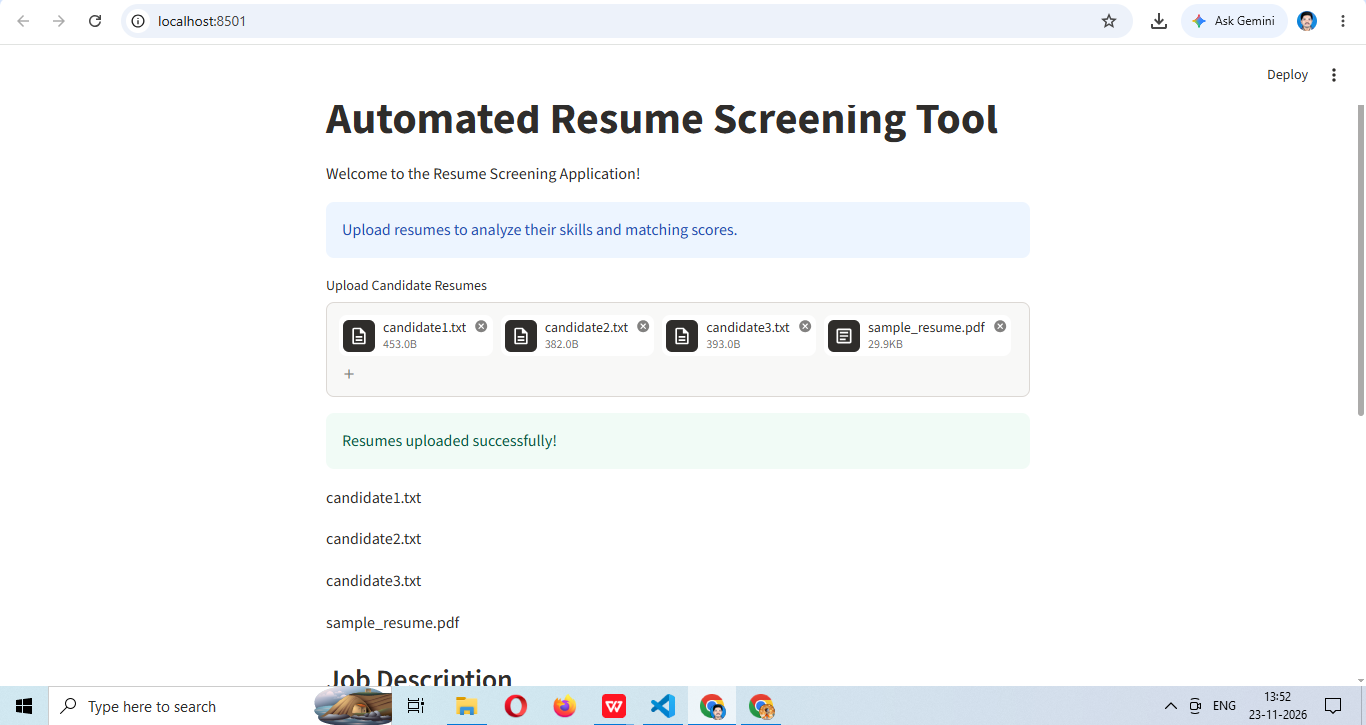 localhost:8501
Ask Gemini
Deploy
Automated Resume Screening Tool
Welcome to the Resume Screening Application!
Upload resumes to analyze their skills and matching scores.
Upload Candidate Resumes
candidate1.txt
453.0B
candidate2.txt
382.0B
candidate3.txt
393.0B
sample_resume.pdf
29.9KB
Resumes uploaded successfully!
candidate1.txt
candidate2.txt
candidate3.txt
sample_resume.pdf
Job Description
Type here to search
W
ENG
13:52
23-11-2026